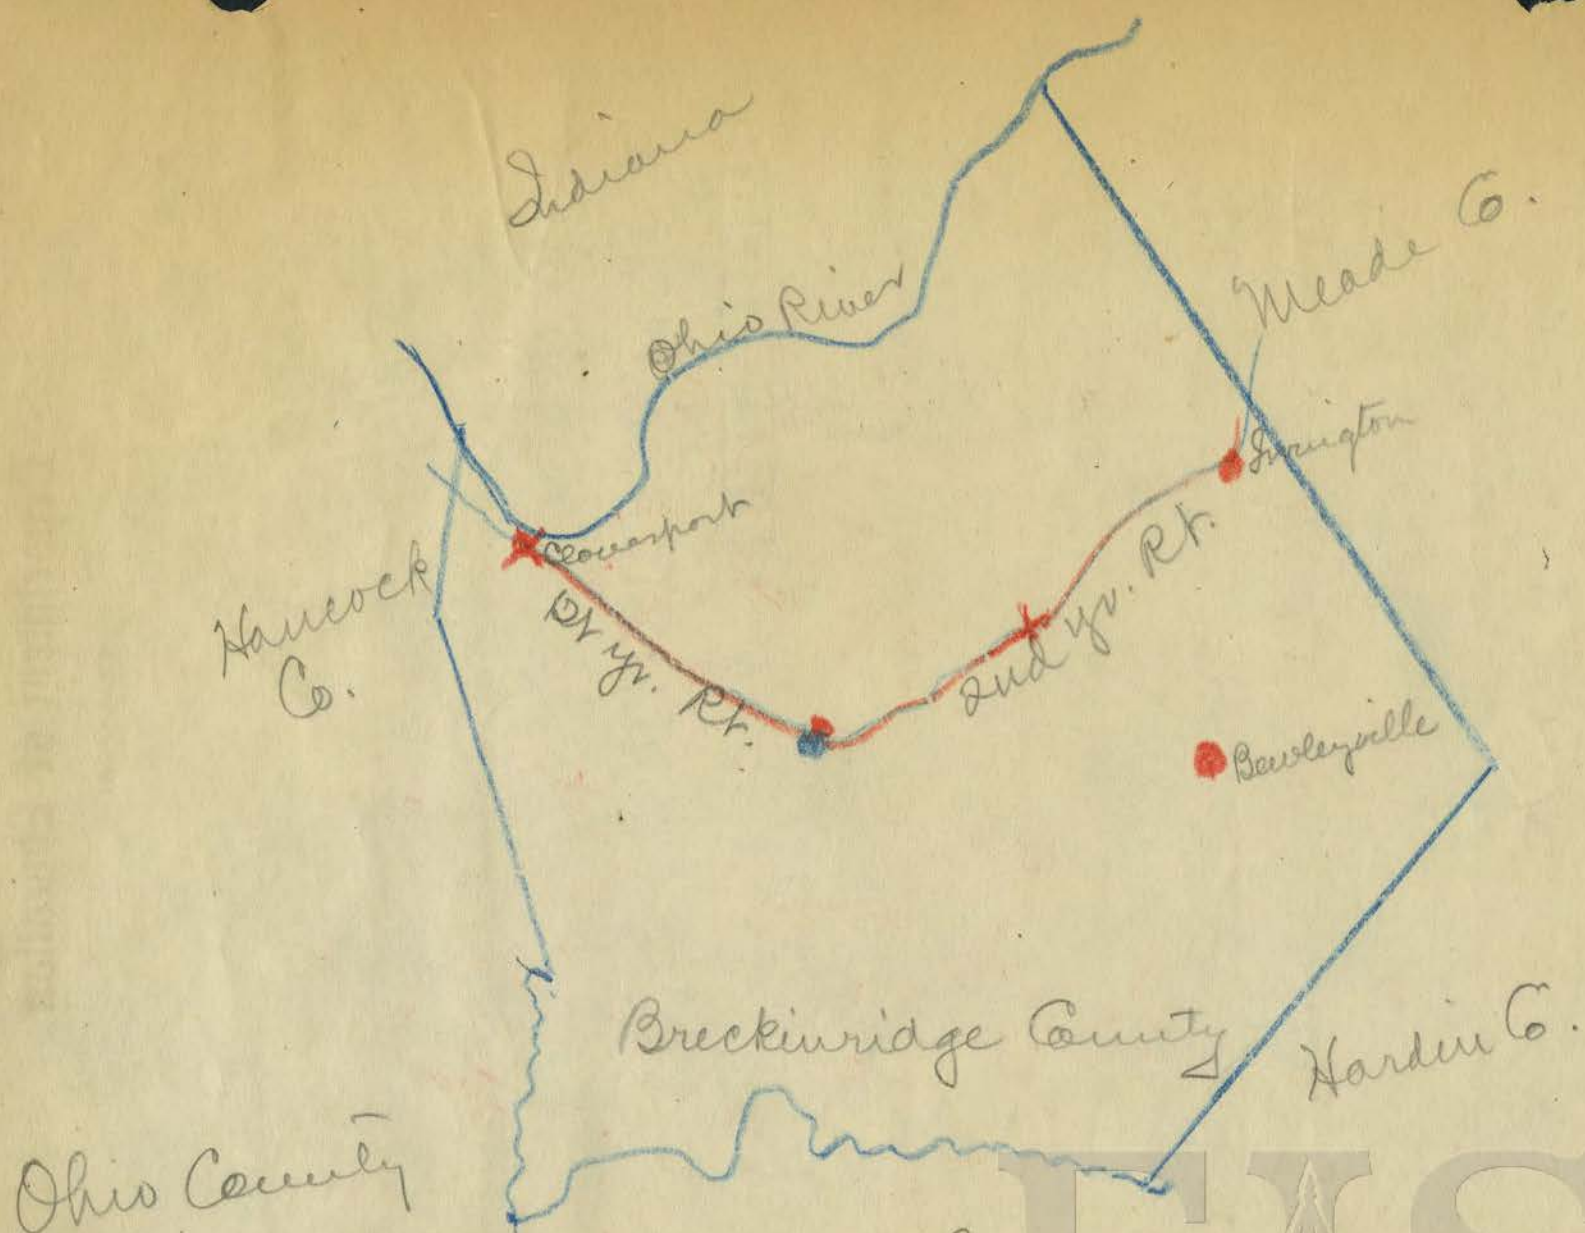 Indiana
Meade Co.
Ohio River
Irvington
Cloverport
Hancock
Co.
1st Yr. Rt.
2nd Yr. Rt.
Bewleyville
Breckinridge County
Hardin Co.
Ohio County